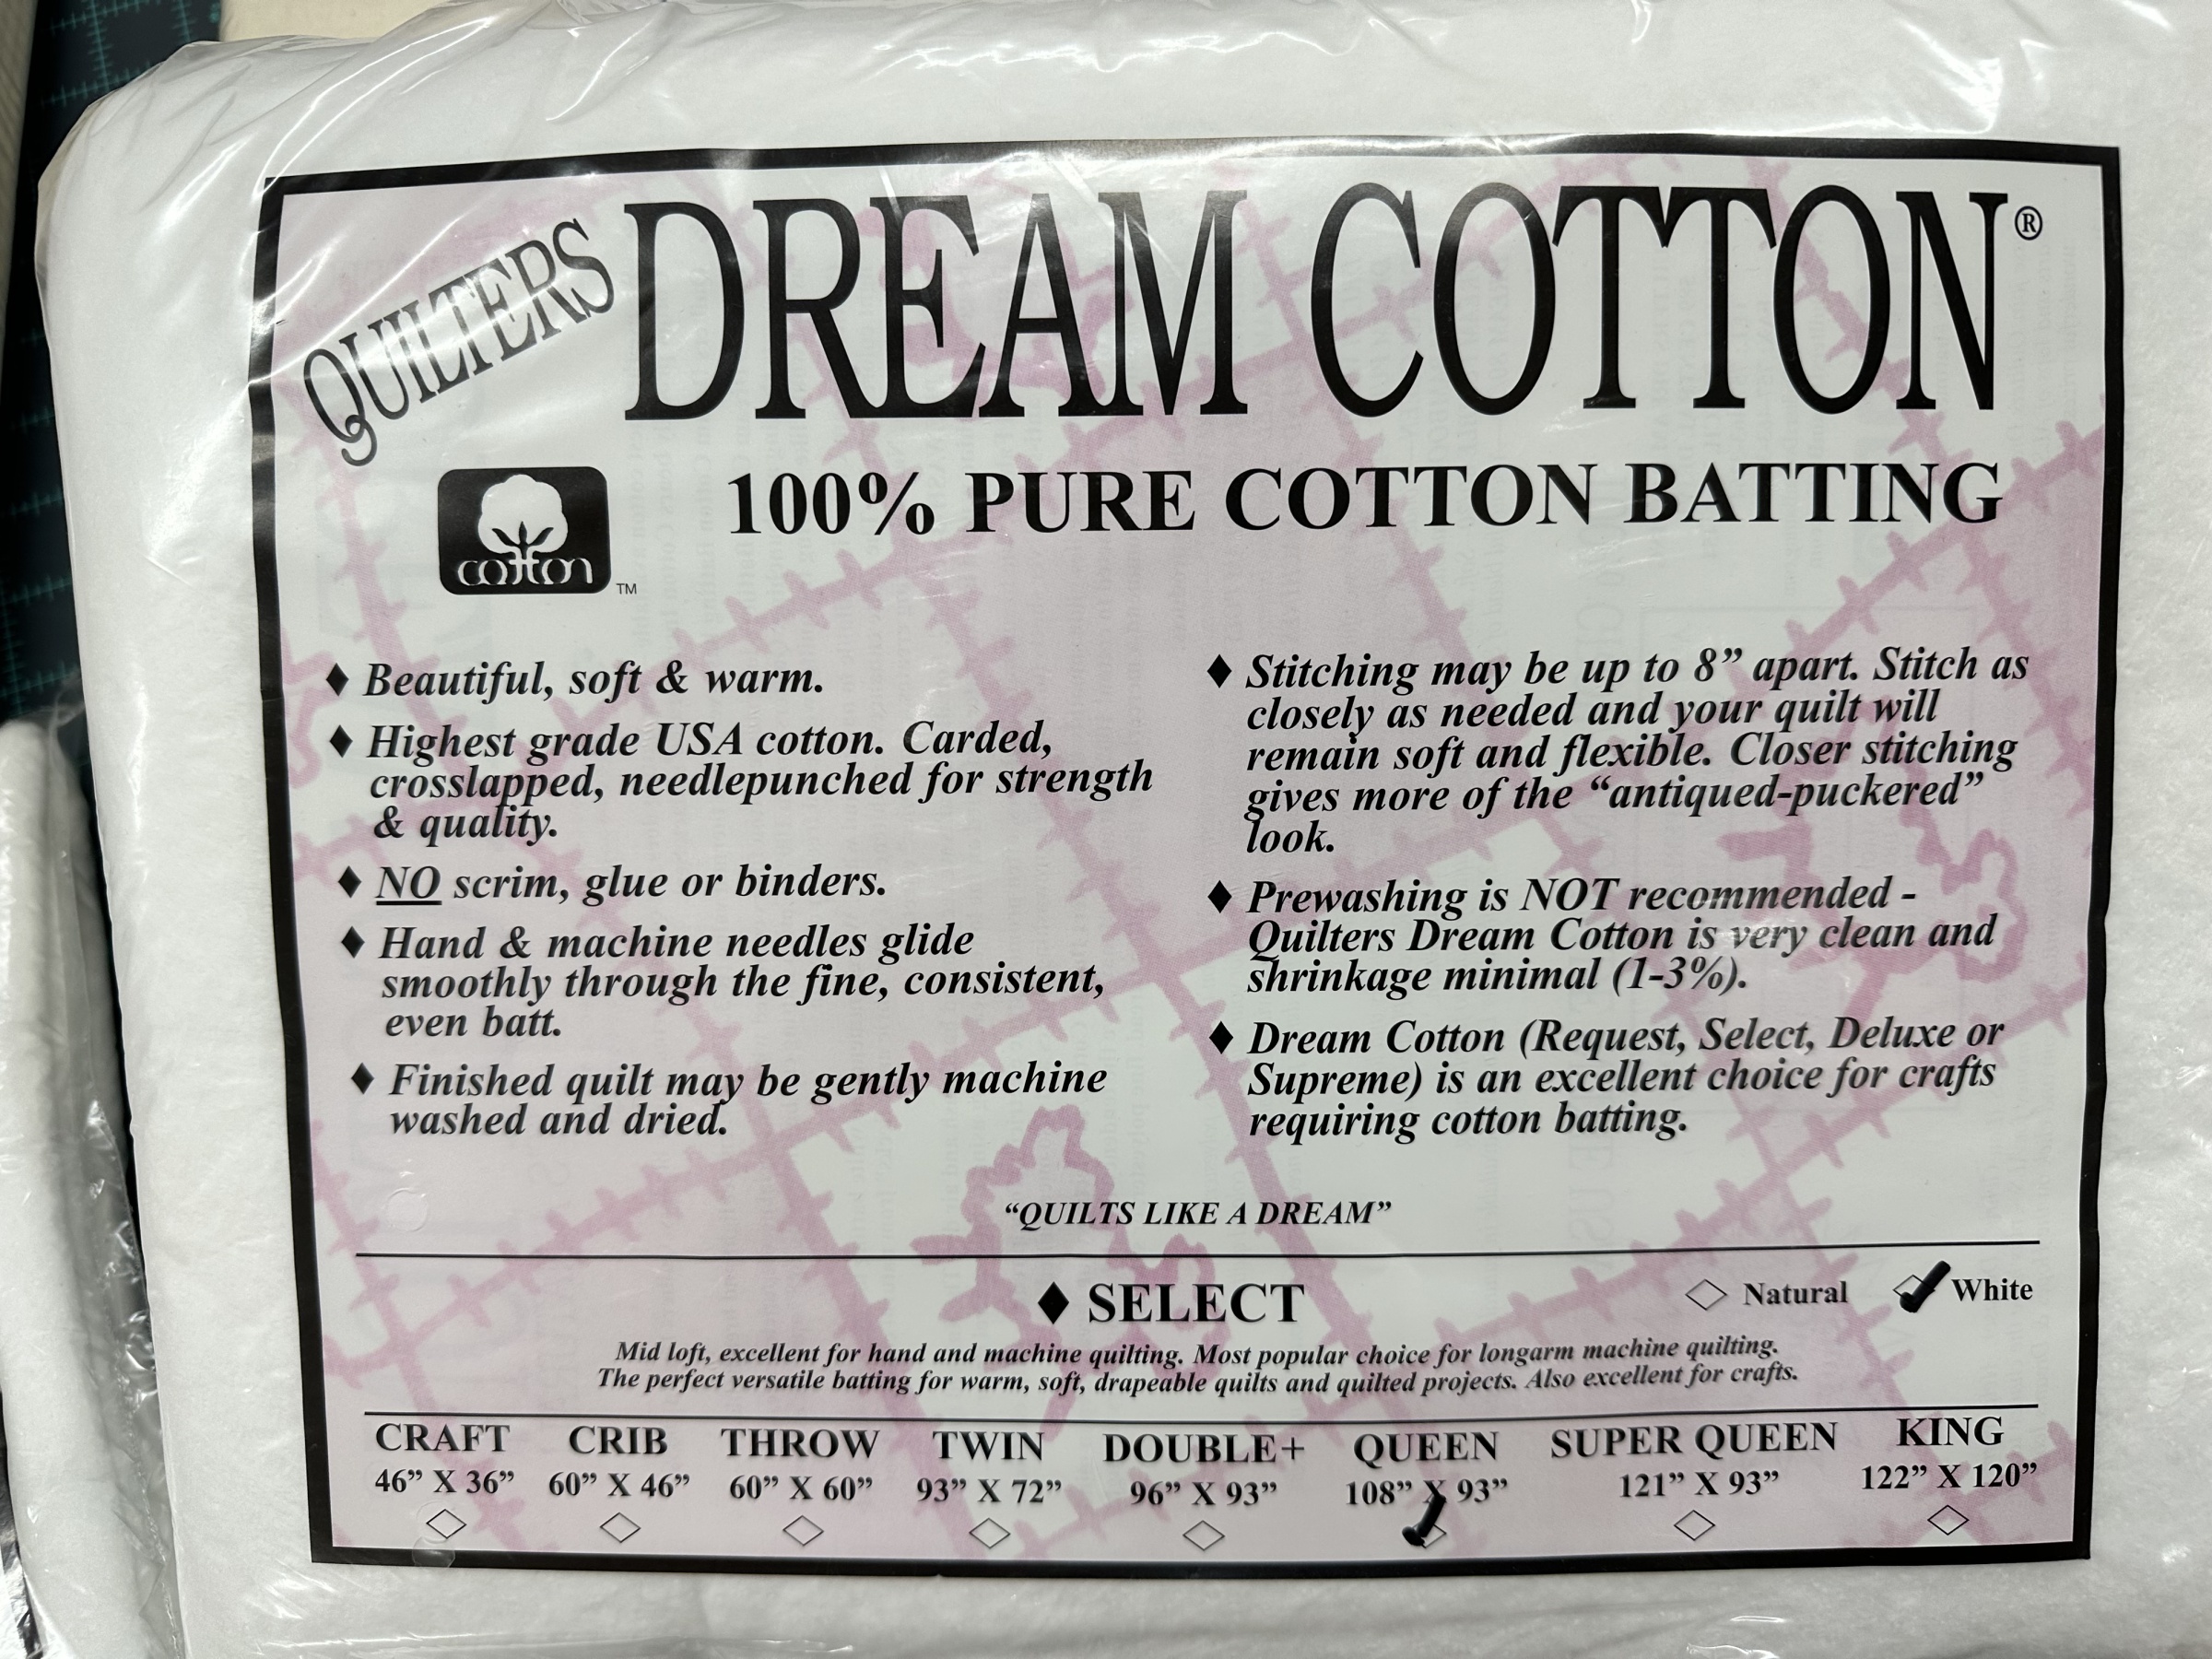 QUILTERS DREAM COTTON®
cotton TM
100% PURE COTTON BATTING
♦ Beautiful, soft & warm.
♦ Highest grade USA cotton. Carded,
crosslapped, needlepunched for strength
& quality.
♦ NO scrim, glue or binders.
♦ Hand & machine needles glide
smoothly through the fine, consistent,
even batt.
♦ Finished quilt may be gently machine
washed and dried.
♦ Stitching may be up to 8” apart. Stitch as
closely as needed and your quilt will
remain soft and flexible. Closer stitching
gives more of the “antiqued-puckered”
look.
♦ Prewashing is NOT recommended -
Quilters Dream Cotton is very clean and
shrinkage minimal (1-3%).
♦ Dream Cotton (Request, Select, Deluxe or
Supreme) is an excellent choice for crafts
requiring cotton batting.
“QUILTS LIKE A DREAM”
♦ SELECT
Natural White
Mid loft, excellent for hand and machine quilting. Most popular choice for longarm machine quilting.
The perfect versatile batting for warm, soft, drapeable quilts and quilted projects. Also excellent for crafts.
CRAFT CRIB THROW TWIN DOUBLE+ QUEEN SUPER QUEEN KING
46” X 36” 60” X 46” 60” X 60” 93” X 72” 96” X 93” 108” X 93” 121” X 93” 122” X 120”